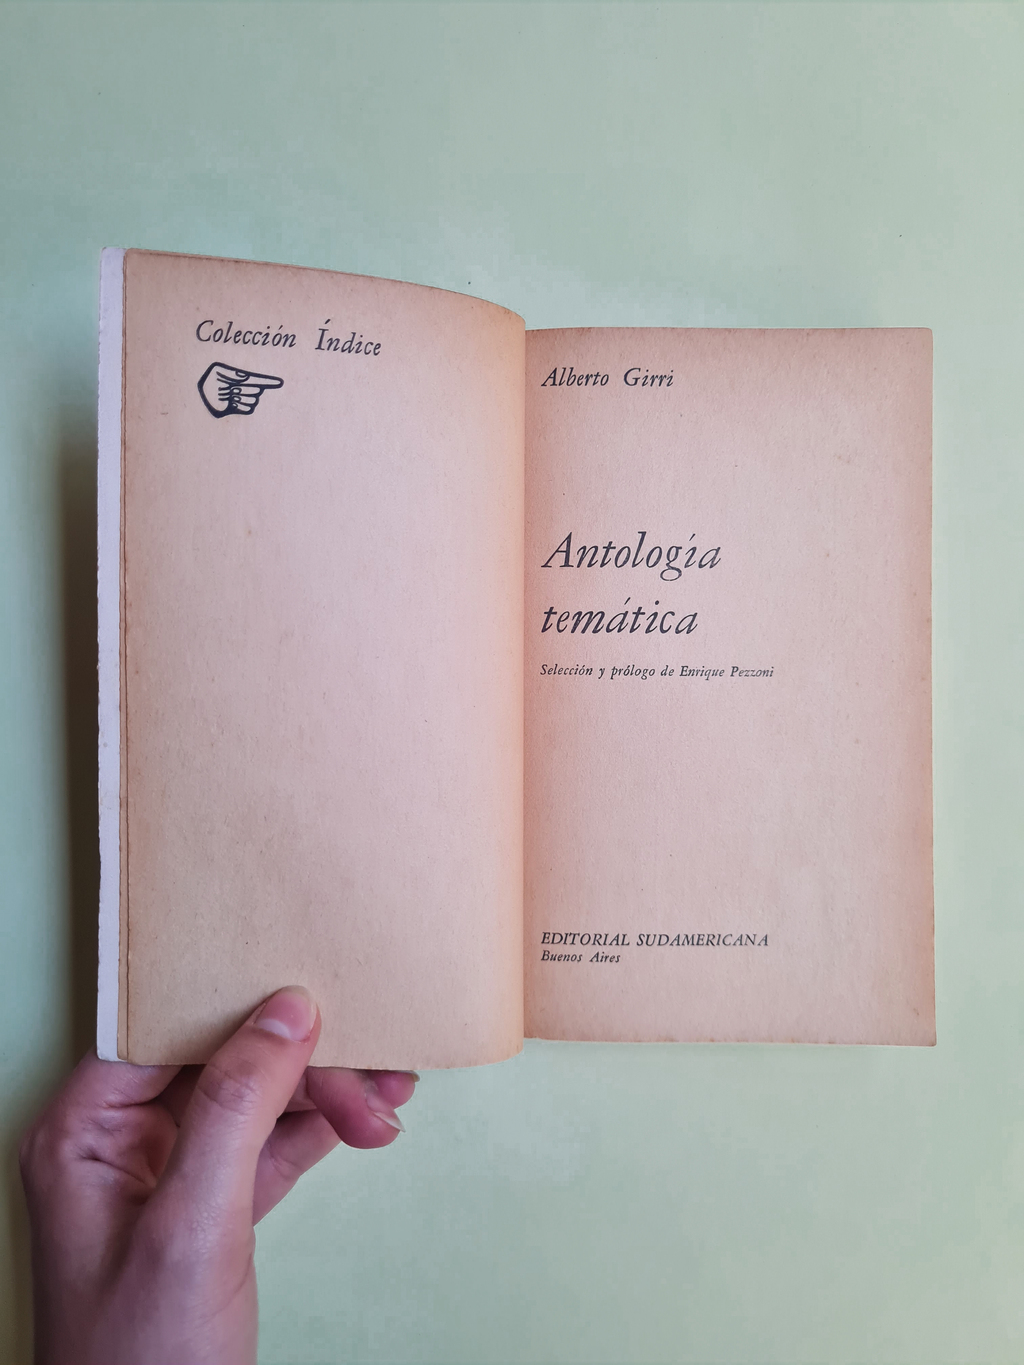 Colección Índice
Alberto Girri
Antología
temática
Selección y prólogo de Enrique Pezzoni
EDITORIAL SUDAMERICANA
Buenos Aires